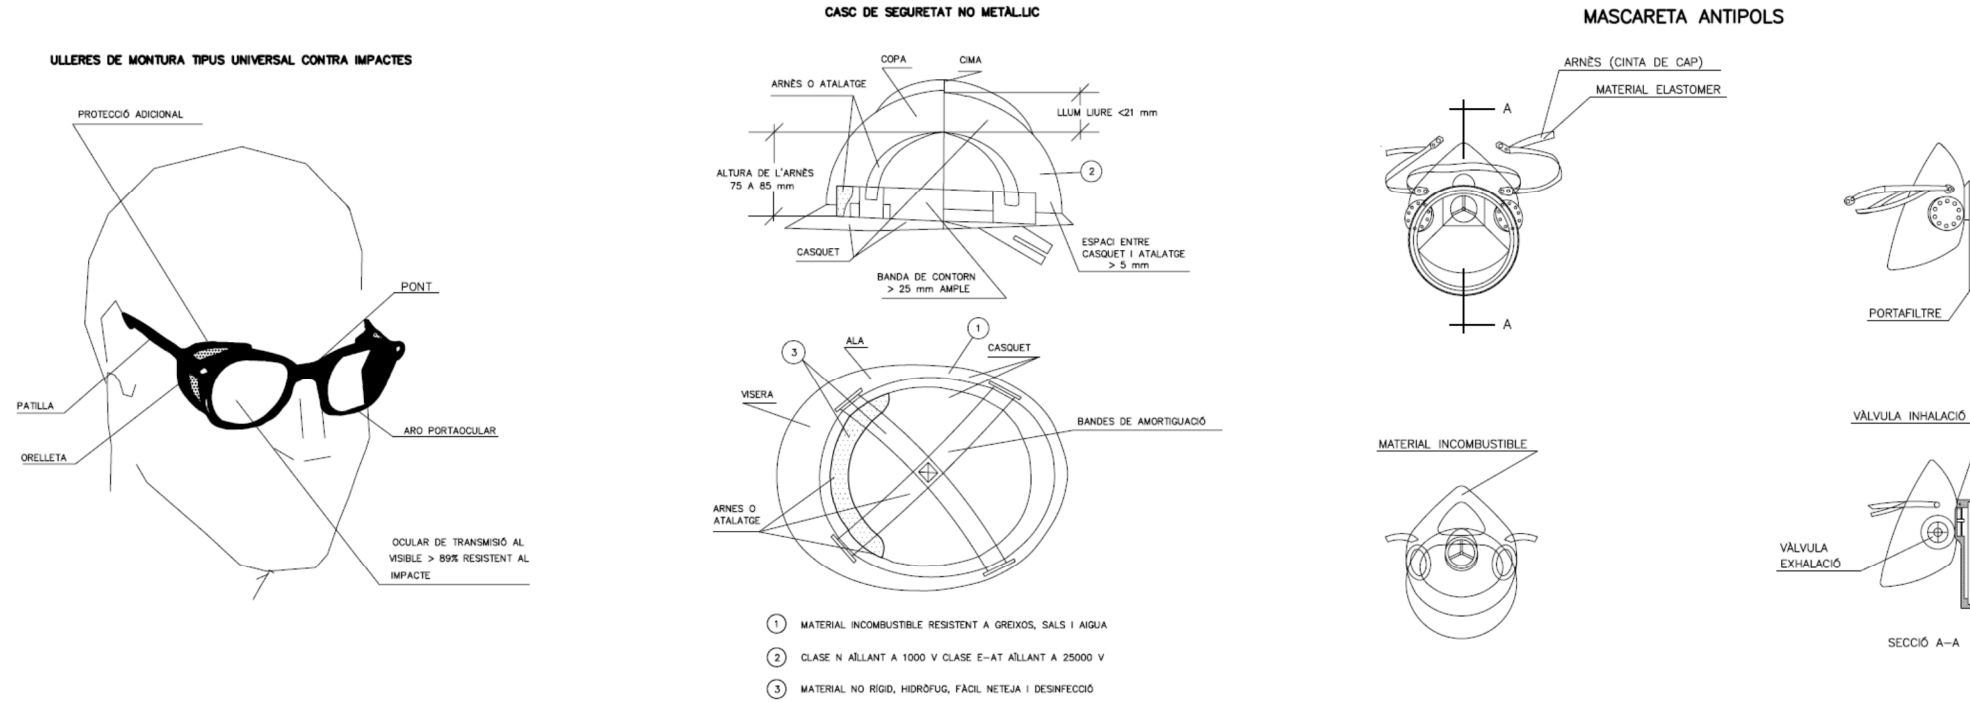 ULLERES DE MONTURA TIPUS UNIVERSAL CONTRA IMPACTES
PROTECCIÓ ADICIONAL
PONT
PATILLA
ARO PORTAOCULAR
ORELLETA
OCULAR DE TRANSMISIÓ AL
VISIBLE > 89% RESISTENT AL
IMPACTE
CASC DE SEGURETAT NO METÀL.LIC
COPA
CIMA
ARNÈS O ATALATGE
LLUM LIURE <21 mm
ALTURA DE L'ARNÈS
75 A 85 mm
2
CASQUET
ESPACI ENTRE
CASQUET I ATALATGE
> 5 mm
BANDA DE CONTORN
> 25 mm AMPLE
1
3
ALA
CASQUET
VISERA
BANDES DE AMORTIGUACIÓ
ARNES O
ATALATGE
1 MATERIAL INCOMBUSTIBLE RESISTENT A GREIXOS, SALS I AIGUA
2 CLASE N AÏLLANT A 1000 V CLASE E-AT AÏLLANT A 25000 V
3 MATERIAL NO RÍGID, HIDRÒFUG, FÀCIL NETEJA I DESINFECCIÓ
MASCARETA ANTIPOLS
ARNÈS (CINTA DE CAP)
MATERIAL ELASTOMER
A
A
PORTAFILTRE
MATERIAL INCOMBUSTIBLE
VÀLVULA INHALACIÓ
VÀLVULA
EXHALACIÓ
SECCIÓ A-A